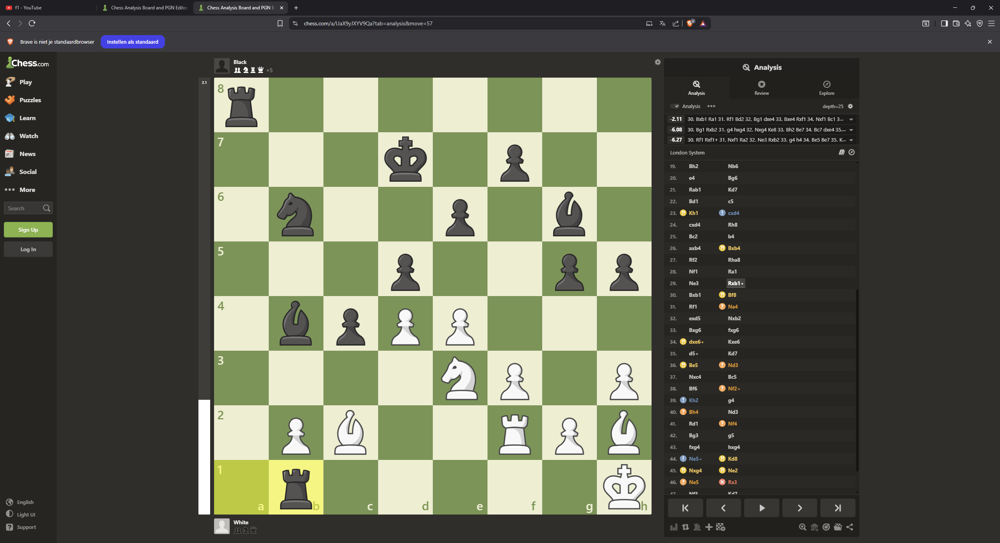 f1 - YouTube
Chess Analysis Board and PGN Editor
Chess Analysis Board and PGN E
chess.com/a/UaX9yJXYV9Qa?tab=analysis&move=57
4
Brave is niet je standaardbrowser
Instellen als standaard
Chess.com
Play
Puzzles
Learn
Watch
News
Social
More
Search
Sign Up
Log In
English
Light UI
Support
Black
+5
2.1
8
7
6
5
4
3
2
1
a b c d e f g h
White
Analysis
Analysis Review Explore
Analysis depth=25
-2.11 30. Bxb1 Ra1 31. Rf1 Bd2 32. Bg1 dxe4 33. Bxe4 Rxf1 34. Nxf1 Bc1 3...
-6.08 30. Bg1 Rxb2 31. g4 hxg4 32. Nxg4 Ke8 33. Bh2 Be7 34. Bc7 dxe4 35....
-6.27 30. Rf1 Rxf1+ 31. Nxf1 Ra2 32. Ne3 Rxb2 33. g4 h4 34. Be5 Be7 35. K...
London System
19. Bh2 Nb6
20. e4 Bg6
21. Rab1 Kd7
22. Bd1 c5
23. ?! Kh1 ! cxd4
24. cxd4 Rh8
25. Bc2 b4
26. axb4 ?! Bxb4
27. Rf2 Rha8
28. Nf1 Ra1
29. Ne3 Rxb1+
30. Bxb1 ?! Bf8
31. Rf1 ? Na4
32. exd5 Nxb2
33. Bxg6 fxg6
34. ?! dxe6+ Kxe6
35. d5+ Kd7
36. ?! Be5 ? Nd3
37. Nxc4 Bc5
38. Bf6 ? Nf2+
39. ! Kh2 g4
40. ? Bh4 Nd3
41. Rd1 ? Nf4
42. Bg3 g5
43. fxg4 hxg4
44. ! Ne5+ ?! Kd8
45. ?! Nxg4 ?! Ne2
46. ? Ne5 Ra3
47. Nf3 Kd7